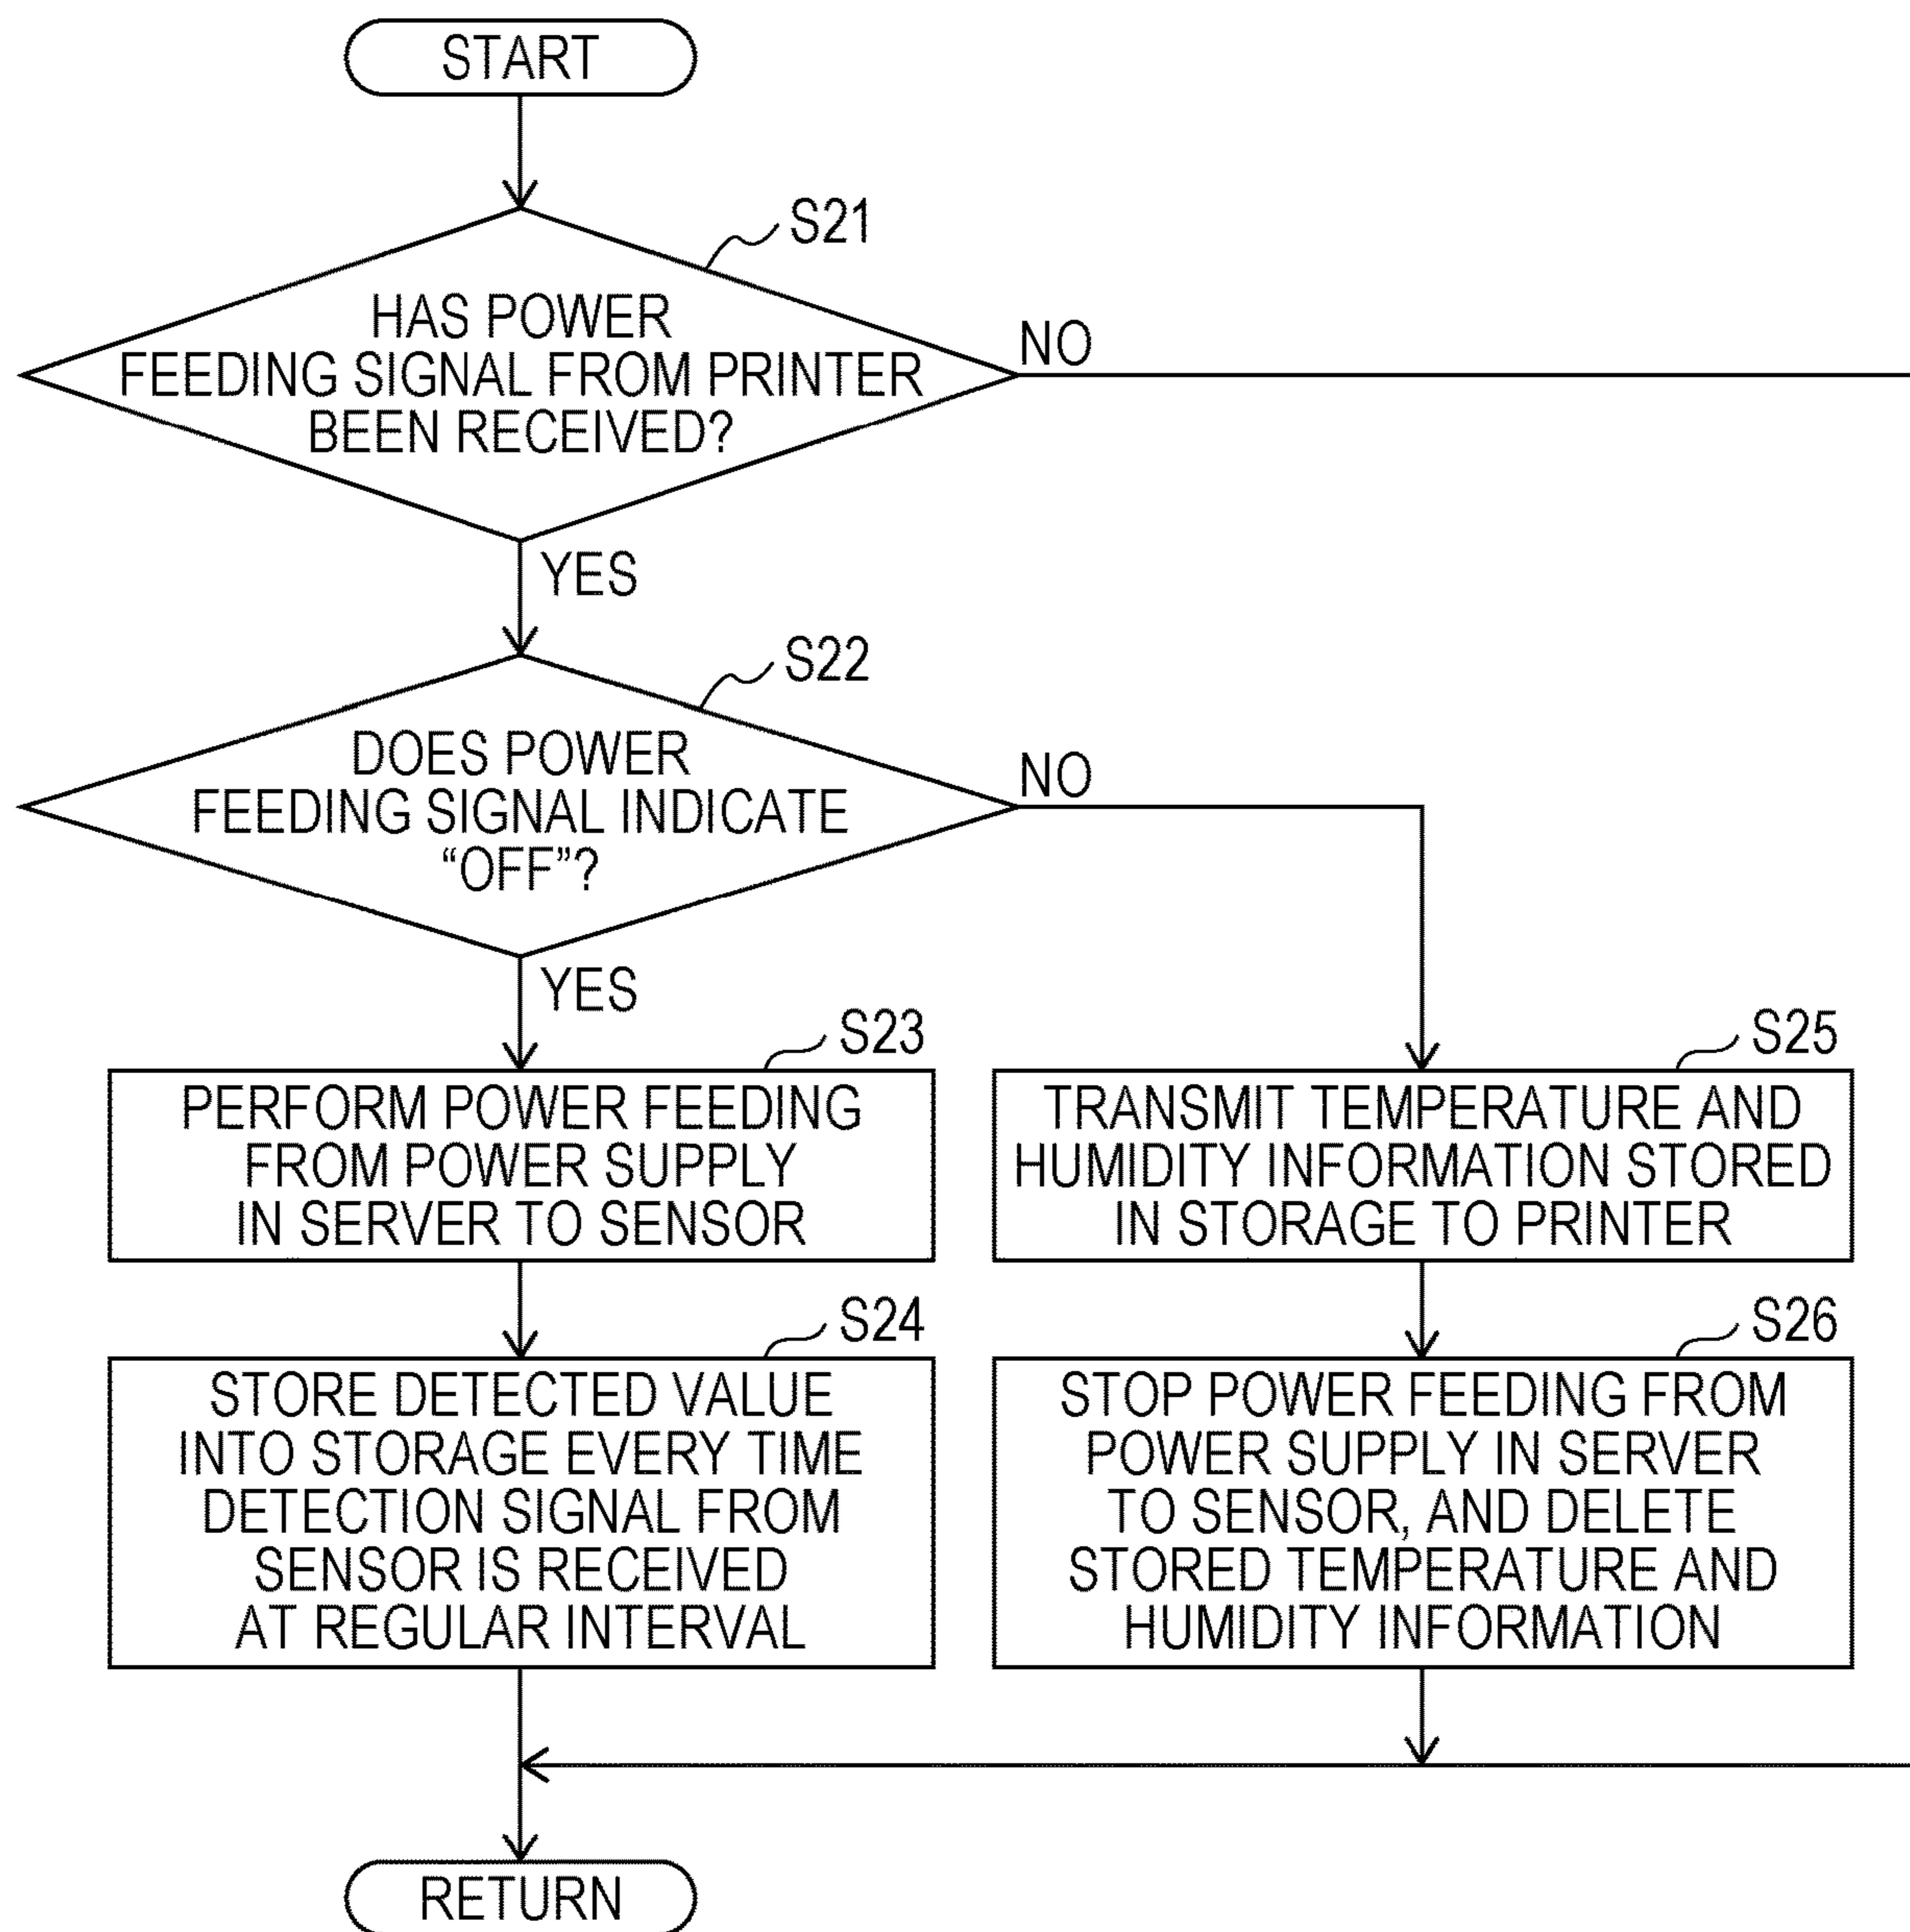 START
S21
HAS POWER
FEEDING SIGNAL FROM PRINTER
BEEN RECEIVED?
NO
YES
S22
DOES POWER
FEEDING SIGNAL INDICATE
“OFF”?
NO
YES
S23
PERFORM POWER FEEDING
FROM POWER SUPPLY
IN SERVER TO SENSOR
S25
TRANSMIT TEMPERATURE AND
HUMIDITY INFORMATION STORED
IN STORAGE TO PRINTER
S24
STORE DETECTED VALUE
INTO STORAGE EVERY TIME
DETECTION SIGNAL FROM
SENSOR IS RECEIVED
AT REGULAR INTERVAL
S26
STOP POWER FEEDING FROM
POWER SUPPLY IN SERVER
TO SENSOR, AND DELETE
STORED TEMPERATURE AND
HUMIDITY INFORMATION
RETURN